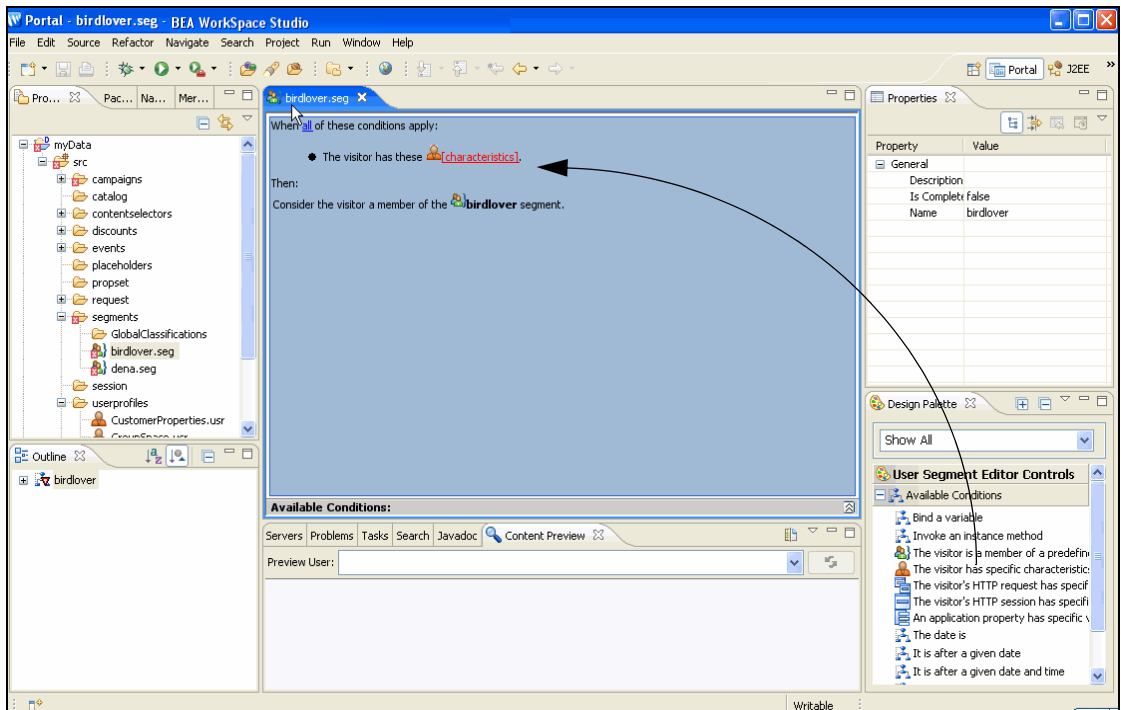 Portal - birdlover.seg - BEA WorkSpace Studio
File Edit Source Refactor Navigate Search Project Run Window Help
Portal J2EE »
Pro... Pac... Na... Mer...
myData
src
campaigns
catalog
contentselectors
discounts
events
placeholders
propset
request
segments
GlobalClassifications
birdlover.seg
dena.seg
session
userprofiles
CustomerProperties.usr
Outline
birdlover
birdlover.seg
When all of these conditions apply:
The visitor has these [characteristics].
Then:
Consider the visitor a member of the birdlover segment.
Available Conditions:
Servers Problems Tasks Search Javadoc Content Preview
Preview User:
Properties
Property Value
General
Description
Is Complete false
Name birdlover
Design Palette
Show All
User Segment Editor Controls
Available Conditions
Bind a variable
Invoke an instance method
The visitor is a member of a predefin
The visitor has specific characteristic
The visitor's HTTP request has specif
The visitor's HTTP session has specifi
An application property has specific
The date is
It is after a given date
It is after a given date and time
Writable